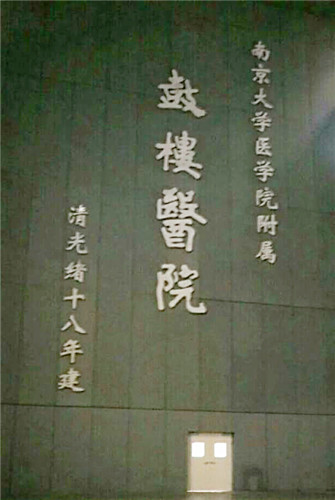 南京大学医学院附属
鼓樓醫院
清光绪十八年建